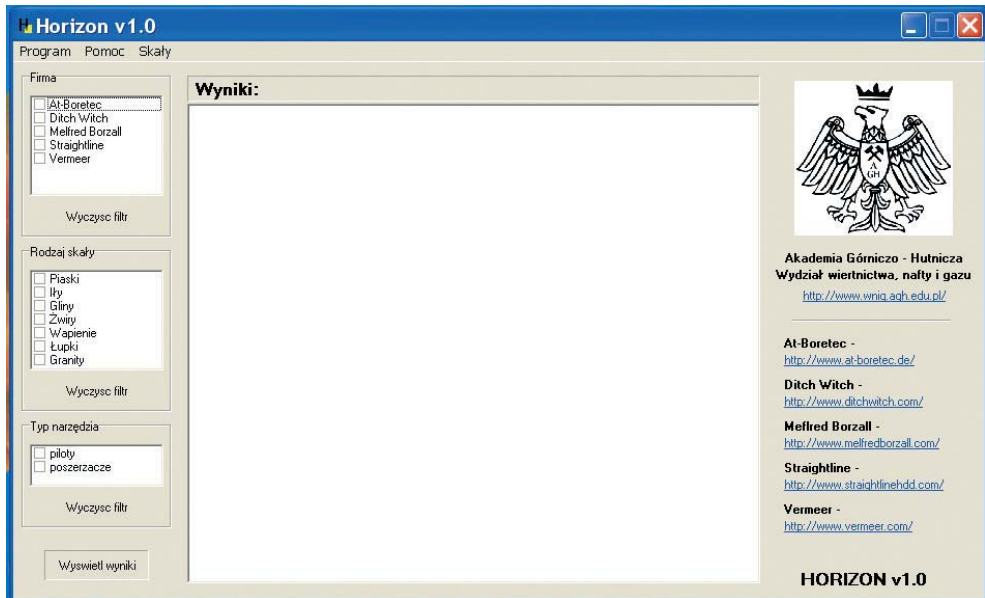 Horizon v1.0
Program Pomoc Skały
Firma
At-Boretec
Ditch Witch
Melfred Borzall
Straightline
Vermeer
Wyczysc filtr
Rodzaj skały
Piaski
Iły
Gliny
Żwiry
Wapienie
Łupki
Granity
Wyczysc filtr
Typ narzędzia
piloty
poszerzacze
Wyczysc filtr
Wyswietl wyniki
Wyniki:
A
GH
Akademia Górniczo - Hutnicza
Wydział wiertnictwa, nafty i gazu
http://www.wnig.agh.edu.pl/
At-Boretec -
http://www.at-boretec.de/
Ditch Witch -
http://www.ditchwitch.com/
Meflred Borzall -
http://www.melfredborzall.com/
Straightline -
http://www.straightlinehdd.com/
Vermeer -
http://www.vermeer.com/
HORIZON v1.0